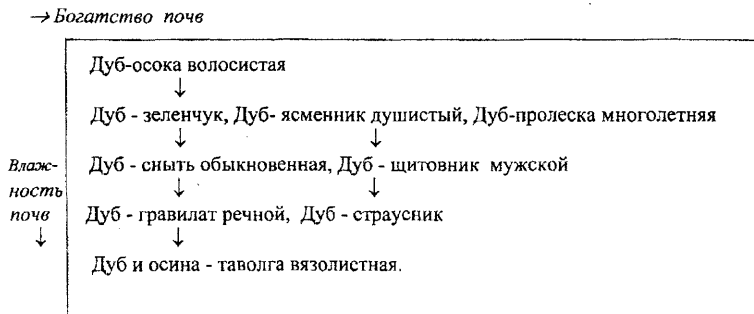 → Богатство почв
Дуб-осока волосистая
↓
Дуб - зеленчук, Дуб- ясменник душистый, Дуб-пролеска многолетняя
↓ ↓
Влаж-
ность
почв
↓
Дуб - сныть обыкновенная, Дуб - щитовник мужской
↓ ↓
Дуб - гравилат речной, Дуб - страусник
↓
Дуб и осина - таволга вязолистная.